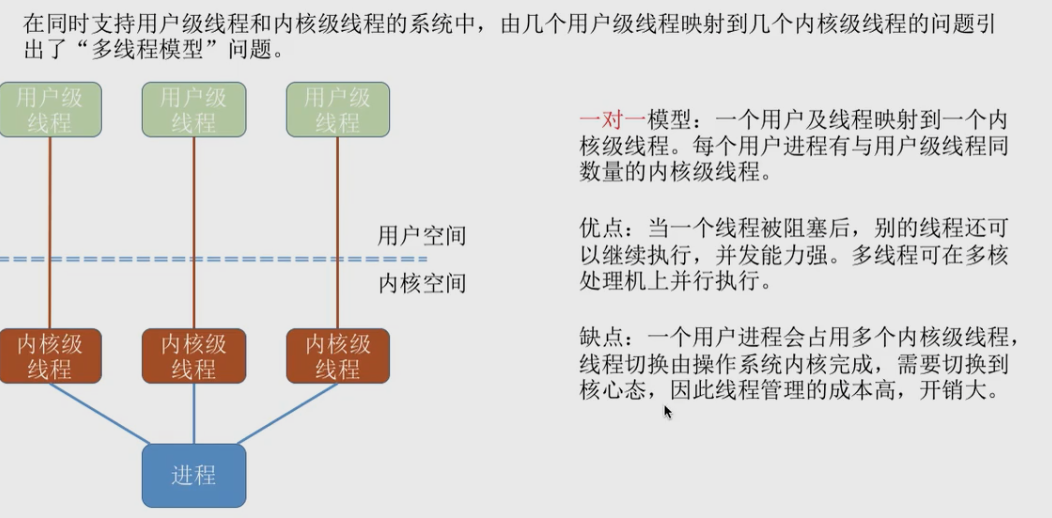 在同时支持用户级线程和内核级线程的系统中，由几个用户级线程映射到几个内核级线程的问题引
出了“多线程模型”问题。
用户级
线程
用户级
线程
用户级
线程
一对一模型：一个用户及线程映射到一个内
核级线程。每个用户进程有与用户级线程同
数量的内核级线程。
优点：当一个线程被阻塞后，别的线程还可
以继续执行，并发能力强。多线程可在多核
处理机上并行执行。
用户空间
内核空间
内核级
线程
内核级
线程
内核级
线程
缺点：一个用户进程会占用多个内核级线程，
线程切换由操作系统内核完成，需要切换到
核心态，因此线程管理的成本高，开销大。
进程